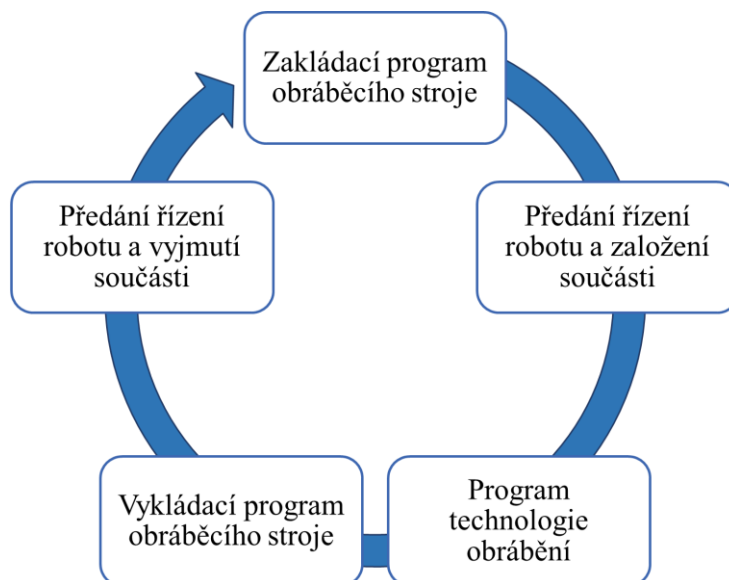 Zakládací program
obráběcího stroje
Předání řízení
robotu a založení
součásti
Program
technologie
obrábění
Vykládací program
obráběcího stroje
Předání řízení
robotu a vyjmutí
součásti